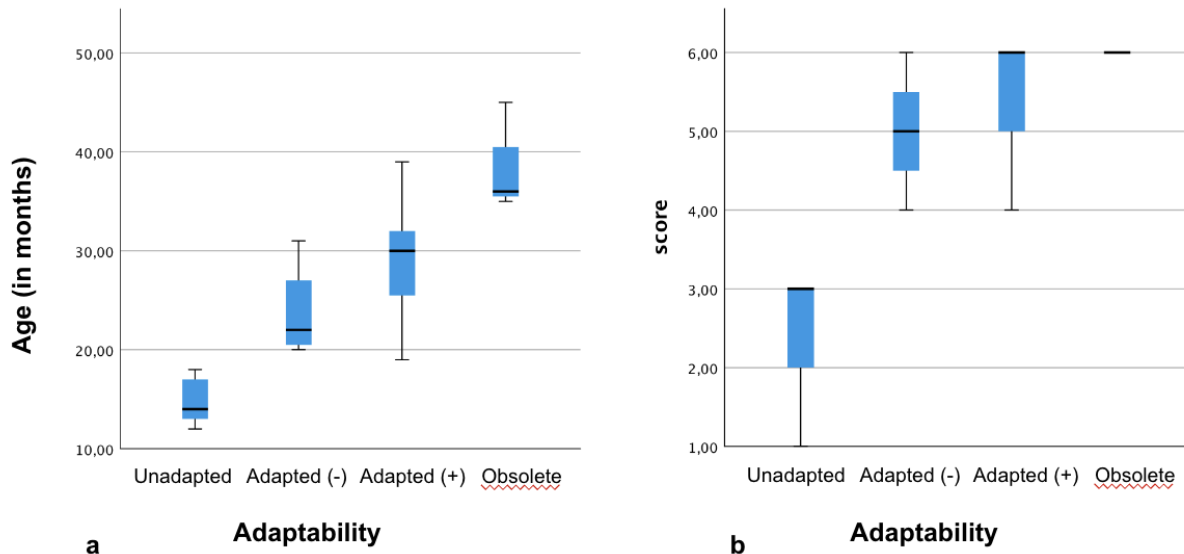 Age (in months)
50,00
40,00
30,00
20,00
10,00
Unadapted Adapted (-) Adapted (+) Obsolete
Adaptability
a
score
6,00
5,00
4,00
3,00
2,00
1,00
Unadapted Adapted (-) Adapted (+) Obsolete
Adaptability
b